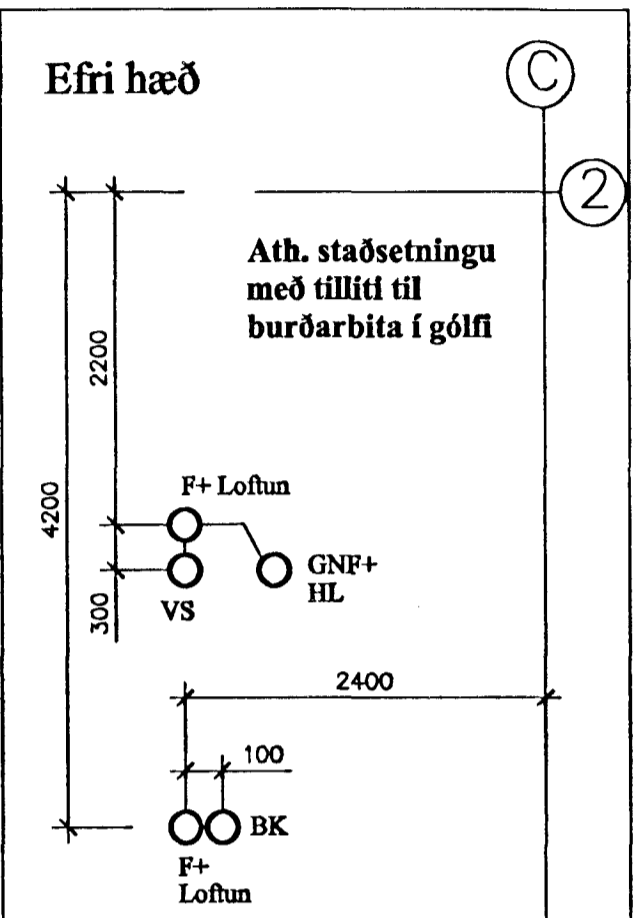 Efri hæð
C
2
Ath. staðsetningu
með tilliti til
burðarbita í gólfi
2200
4200
F+ Loftun
GNF+
HL
VS
300
2400
100
BK
F+
Loftun